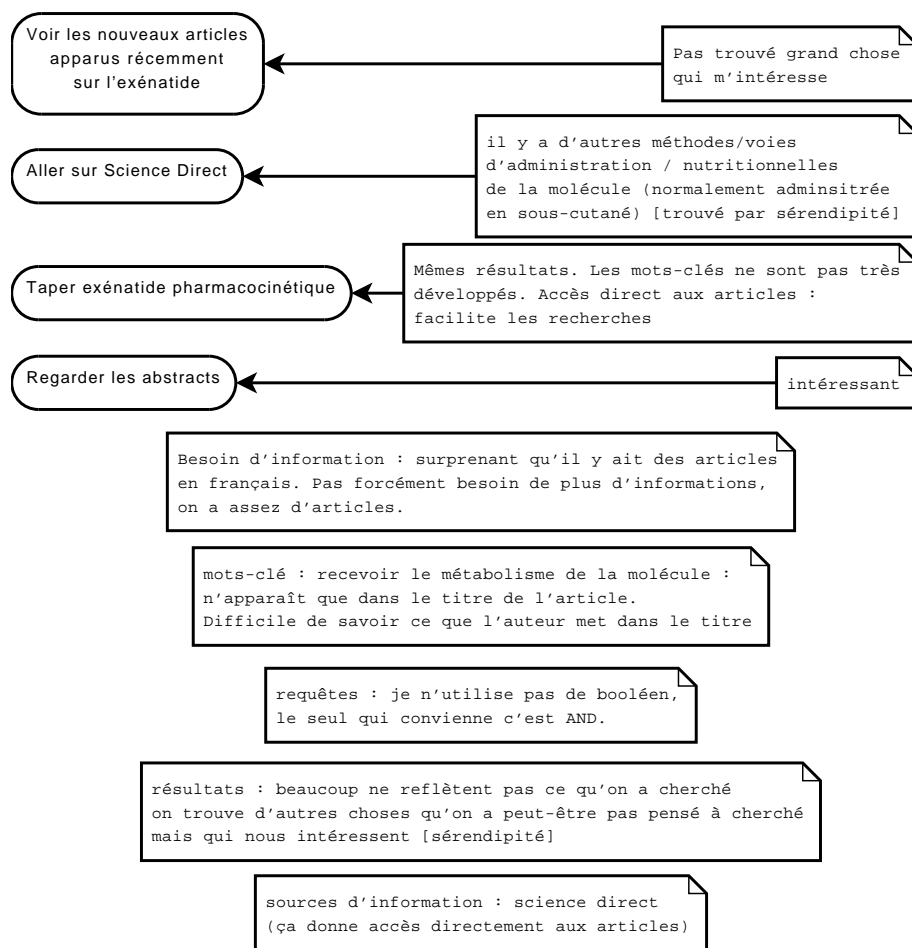 Voir les nouveaux articles
apparus récemment
sur l'exénatide
Pas trouvé grand chose
qui m'intéresse
Aller sur Science Direct
il y a d'autres méthodes/voies
d'administration / nutritionnelles
de la molécule (normalement adminsitrée
en sous-cutané) [trouvé par sérendipité]
Taper exénatide pharmacocinétique
Mêmes résultats. Les mots-clés ne sont pas très
développés. Accès direct aux articles :
facilite les recherches
Regarder les abstracts
intéressant
Besoin d'information : surprenant qu'il y ait des articles
en français. Pas forcément besoin de plus d'informations,
on a assez d'articles.
mots-clé : recevoir le métabolisme de la molécule :
n'apparaît que dans le titre de l'article.
Difficile de savoir ce que l'auteur met dans le titre
requêtes : je n'utilise pas de booléen,
le seul qui convienne c'est AND.
résultats : beaucoup ne reflètent pas ce qu'on a cherché
on trouve d'autres choses qu'on a peut-être pas pensé à cherché
mais qui nous intéressent [sérendipité]
sources d'information : science direct
(ça donne accès directement aux articles)